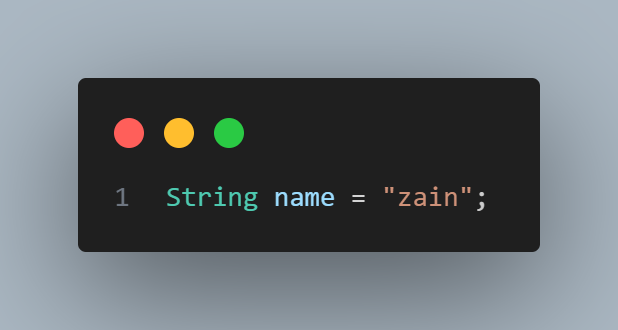 1 String name = "zain";